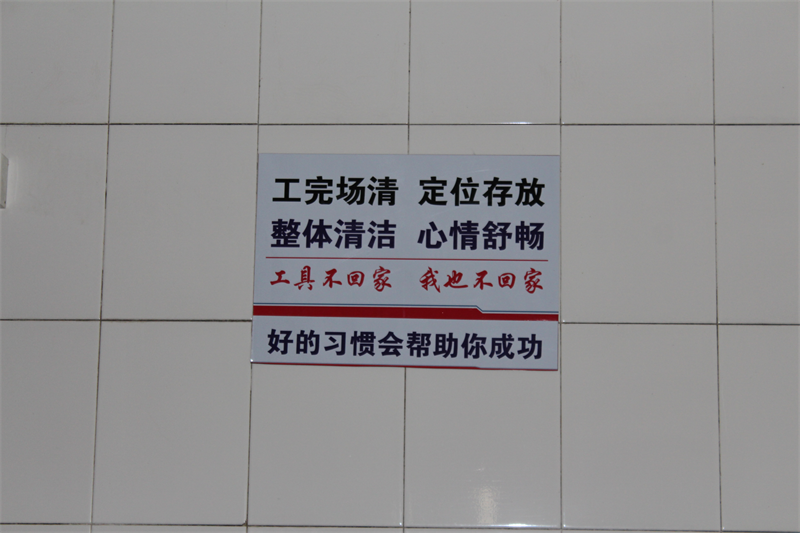 工完场清 定位存放
整体清洁 心情舒畅
工具不回家 我也不回家
好的习惯会帮助你成功